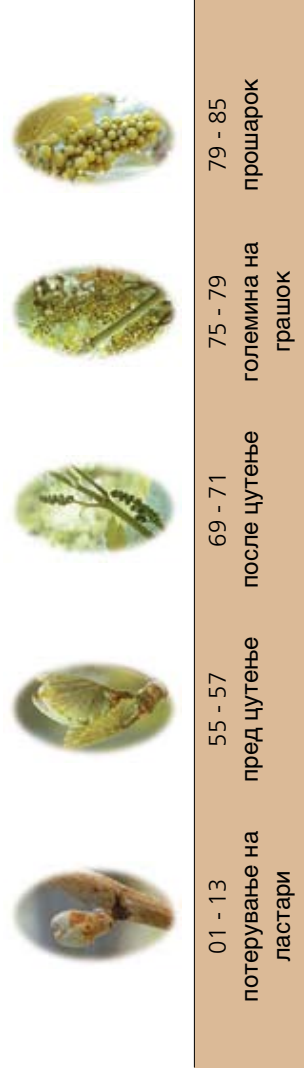 01 - 13
потерување на
ластари
55 - 57
пред цутење
69 - 71
после цутење
75 - 79
големина на
грашок
79 - 85
прошарок